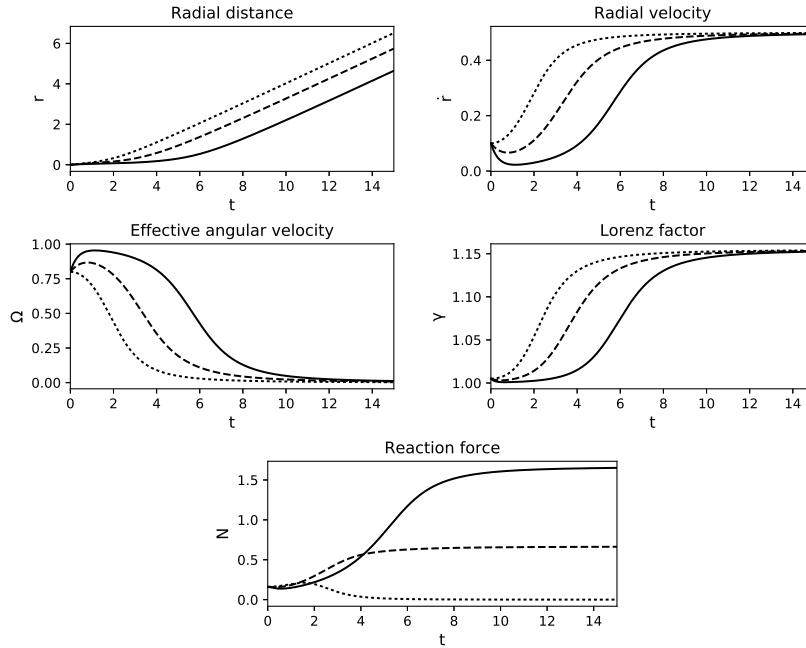 Radial distance
6
4
2
0
r
0 2 4 6 8 10 12 14
t
Radial velocity
0.4
0.2
0.0
ṙ
0 2 4 6 8 10 12 14
t
Effective angular velocity
1.00
0.75
0.50
0.25
0.00
Ω
0 2 4 6 8 10 12 14
t
Lorenz factor
1.15
1.10
1.05
1.00
γ
0 2 4 6 8 10 12 14
t
Reaction force
1.5
1.0
0.5
0.0
N
0 2 4 6 8 10 12 14
t